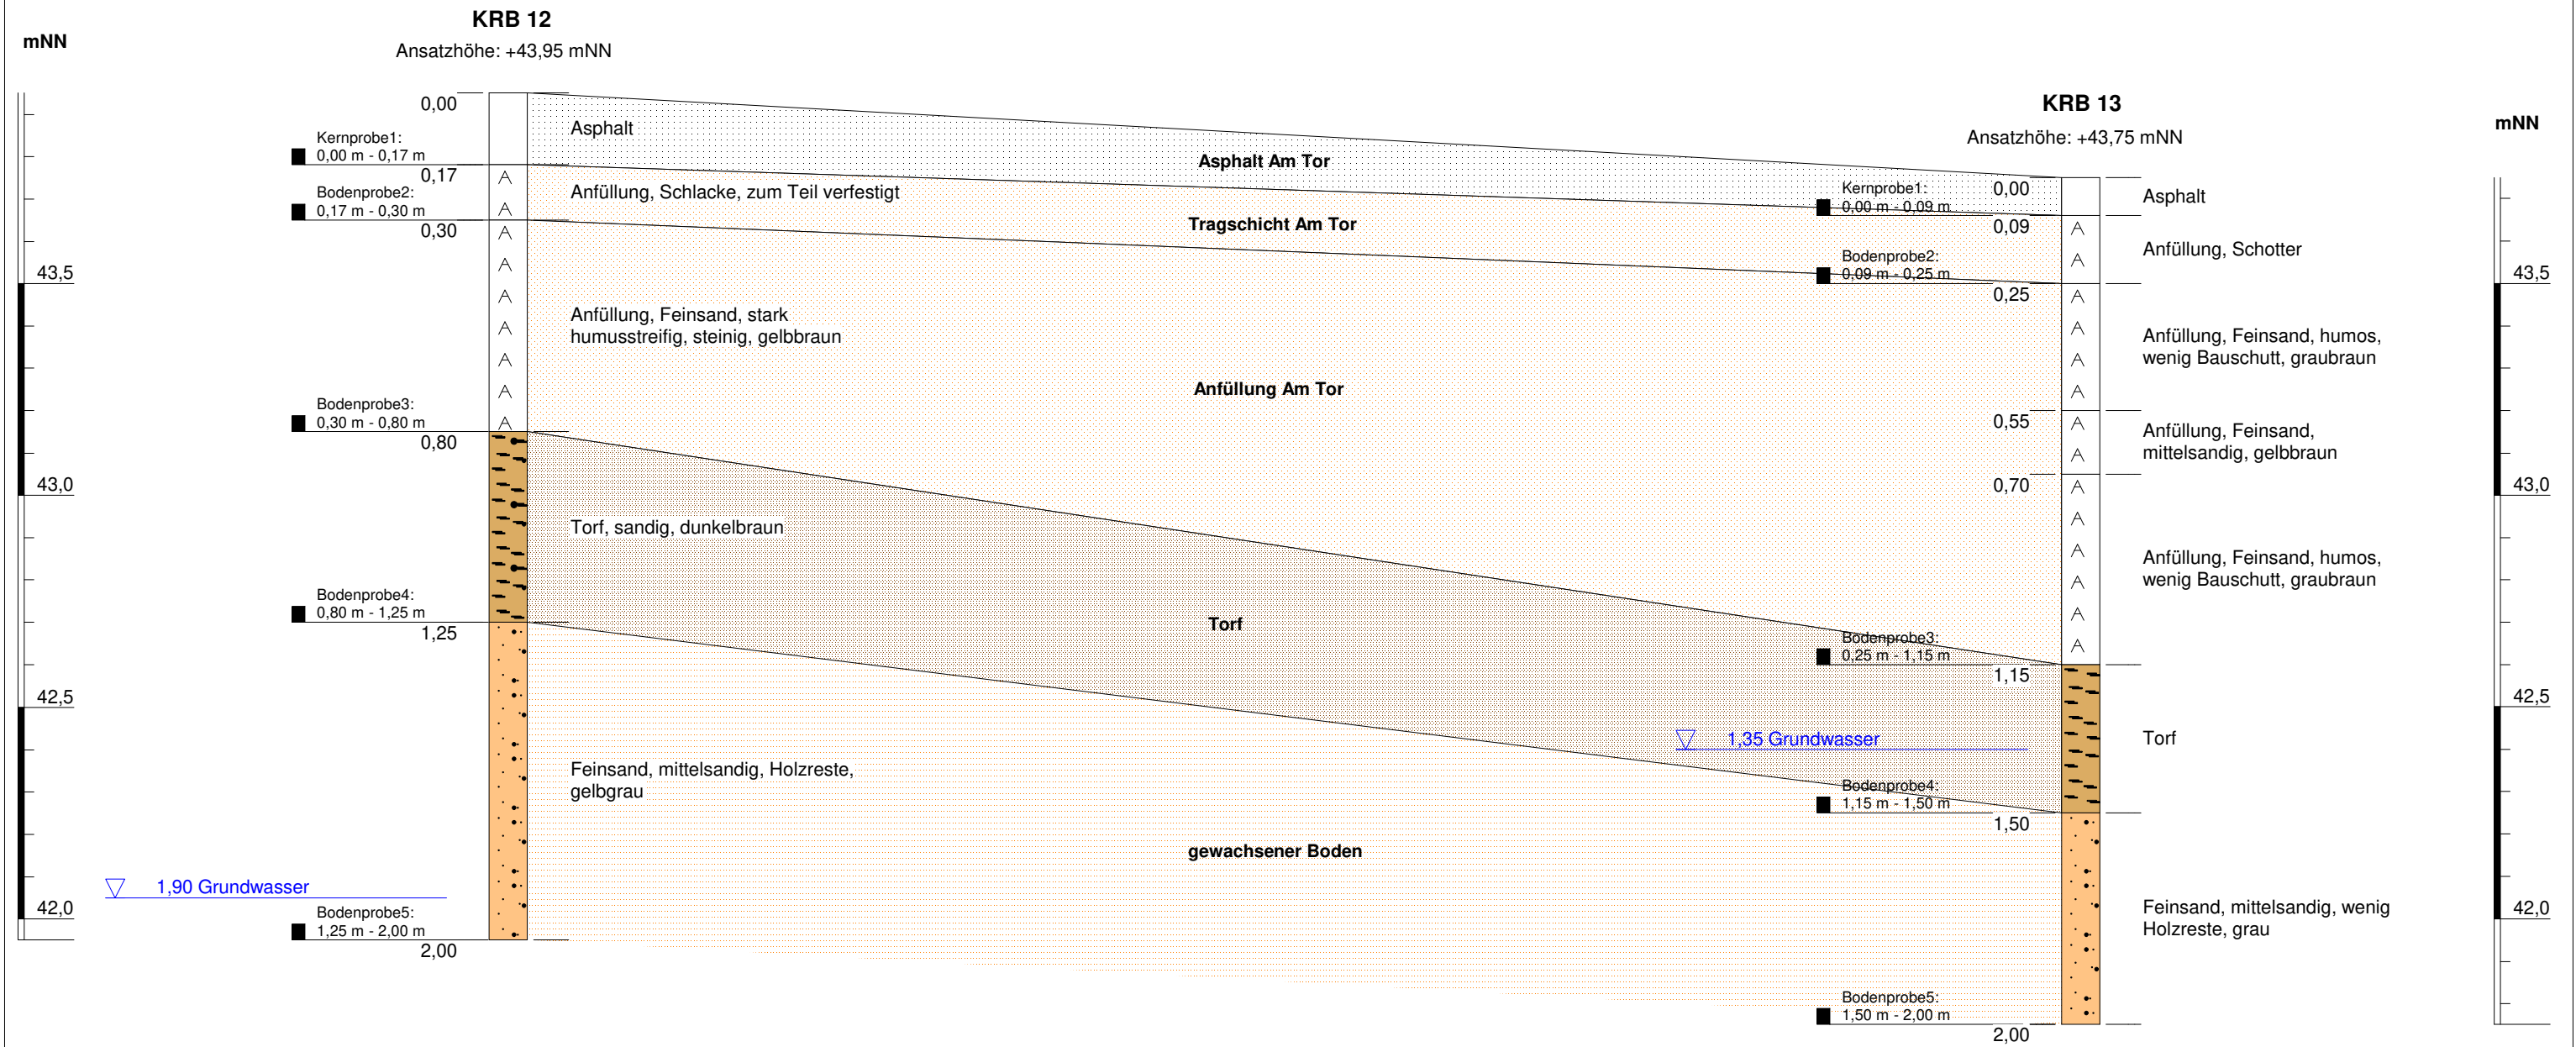 KRB 12
mNN
Ansatzhöhe: +43,95 mNN
0,00
Asphalt
Kernprobe1:
0,00 m - 0,17 m
0,17
Bodenprobe2:
0,17 m - 0,30 m
Anfüllung, Schlacke, zum Teil verfestigt
0,30
43,5
Anfüllung, Feinsand, stark
humusstreifig, steinig, gelbbraun
Bodenprobe3:
0,30 m - 0,80 m
0,80
43,0
Torf, sandig, dunkelbraun
Bodenprobe4:
0,80 m - 1,25 m
1,25
42,5
Feinsand, mittelsandig, Holzreste,
gelbgrau
1,90 Grundwasser
42,0
Bodenprobe5:
1,25 m - 2,00 m
2,00
Asphalt Am Tor
Tragschicht Am Tor
Anfüllung Am Tor
Torf
gewachsener Boden
KRB 13
mNN
Ansatzhöhe: +43,75 mNN
Kernprobe1:
0,00 m - 0,09 m
0,00
Asphalt
0,09
Anfüllung, Schotter
Bodenprobe2:
0,09 m - 0,25 m
0,25
43,5
Anfüllung, Feinsand, humos,
wenig Bauschutt, graubraun
0,55
Anfüllung, Feinsand,
mittelsandig, gelbbraun
0,70
43,0
Anfüllung, Feinsand, humos,
wenig Bauschutt, graubraun
Bodenprobe3:
0,25 m - 1,15 m
1,15
42,5
1,35 Grundwasser
Torf
Bodenprobe4:
1,15 m - 1,50 m
1,50
42,0
Feinsand, mittelsandig, wenig
Holzreste, grau
Bodenprobe5:
1,50 m - 2,00 m
2,00